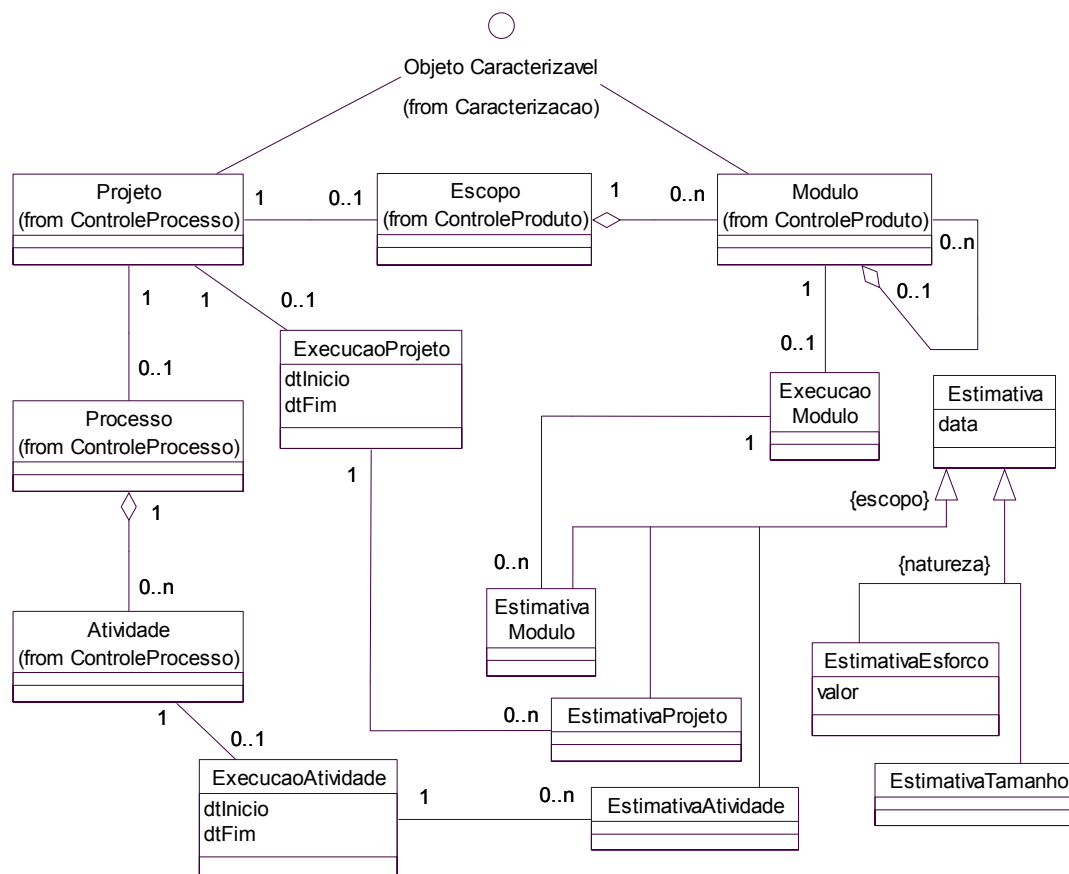 Objeto Caracterizavel
(from Caracterizacao)
Projeto
(from ControleProcesso)
1
0..1
Escopo
(from ControleProduto)
1
0..n
Modulo
(from ControleProduto)
0..n
0..1
1
0..1
1
0..1
1
0..1
ExecucaoProjeto
dtInicio
dtFim
1
Processo
(from ControleProcesso)
1
0..n
Execucao
Modulo
1
Estimativa
data
{escopo}
{natureza}
0..n
Estimativa
Modulo
Atividade
(from ControleProcesso)
1
0..1
EstimativaEsforco
valor
0..n
EstimativaProjeto
ExecucaoAtividade
dtInicio
dtFim
1
0..n
EstimativaAtividade
EstimativaTamanho